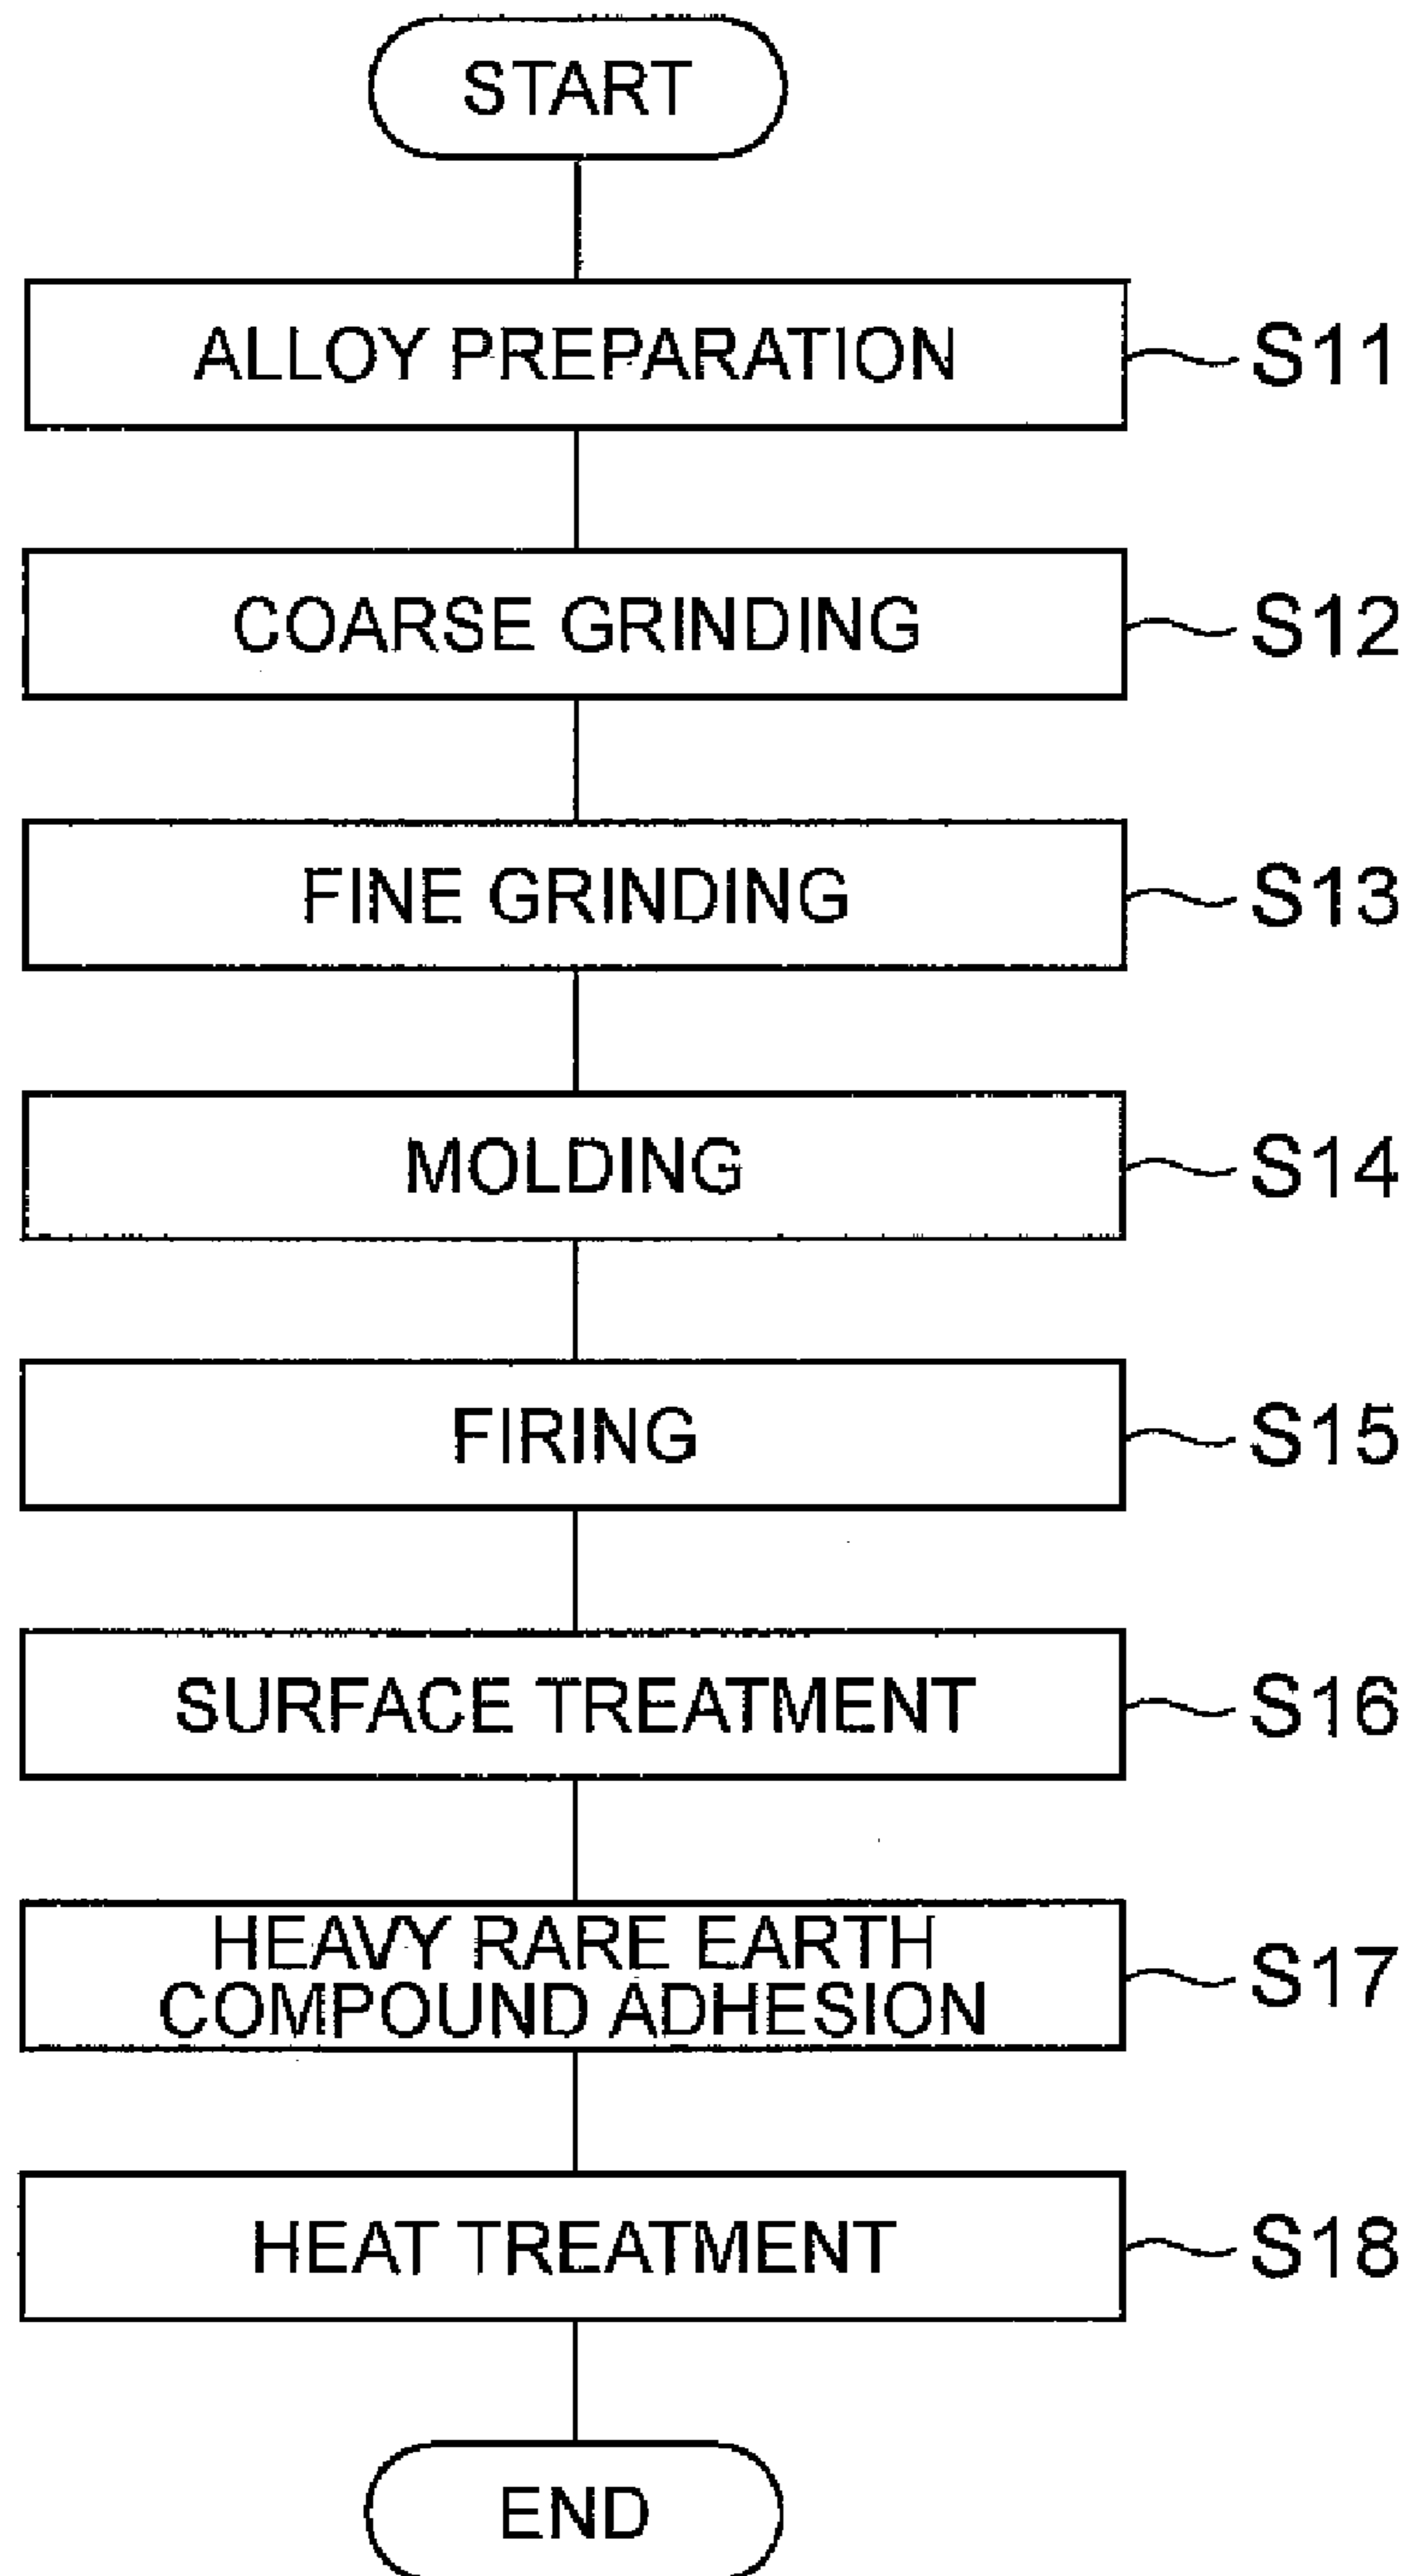 START
ALLOY PREPARATION S11
COARSE GRINDING S12
FINE GRINDING S13
MOLDING S14
FIRING S15
SURFACE TREATMENT S16
HEAVY RARE EARTH
COMPOUND ADHESION S17
HEAT TREATMENT S18
END